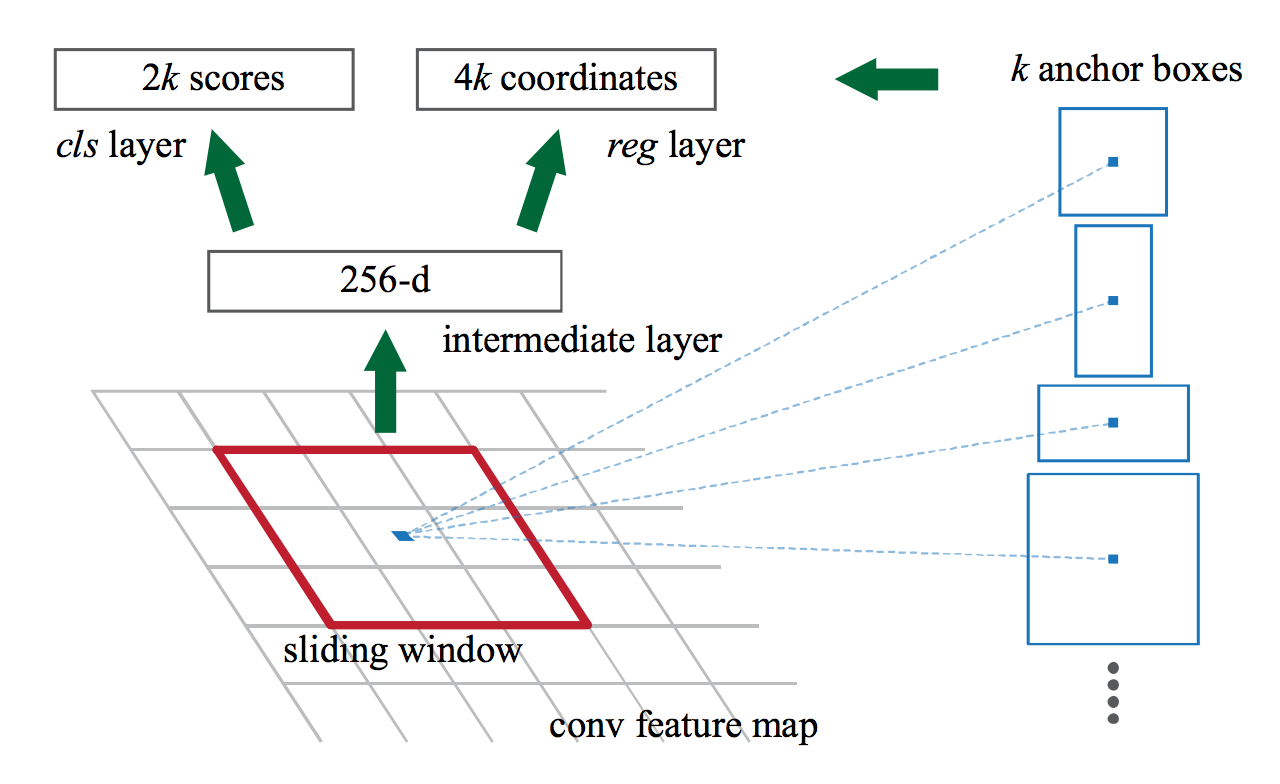 2k scores
4k coordinates
k anchor boxes
cls layer
reg layer
256-d
intermediate layer
sliding window
conv feature map